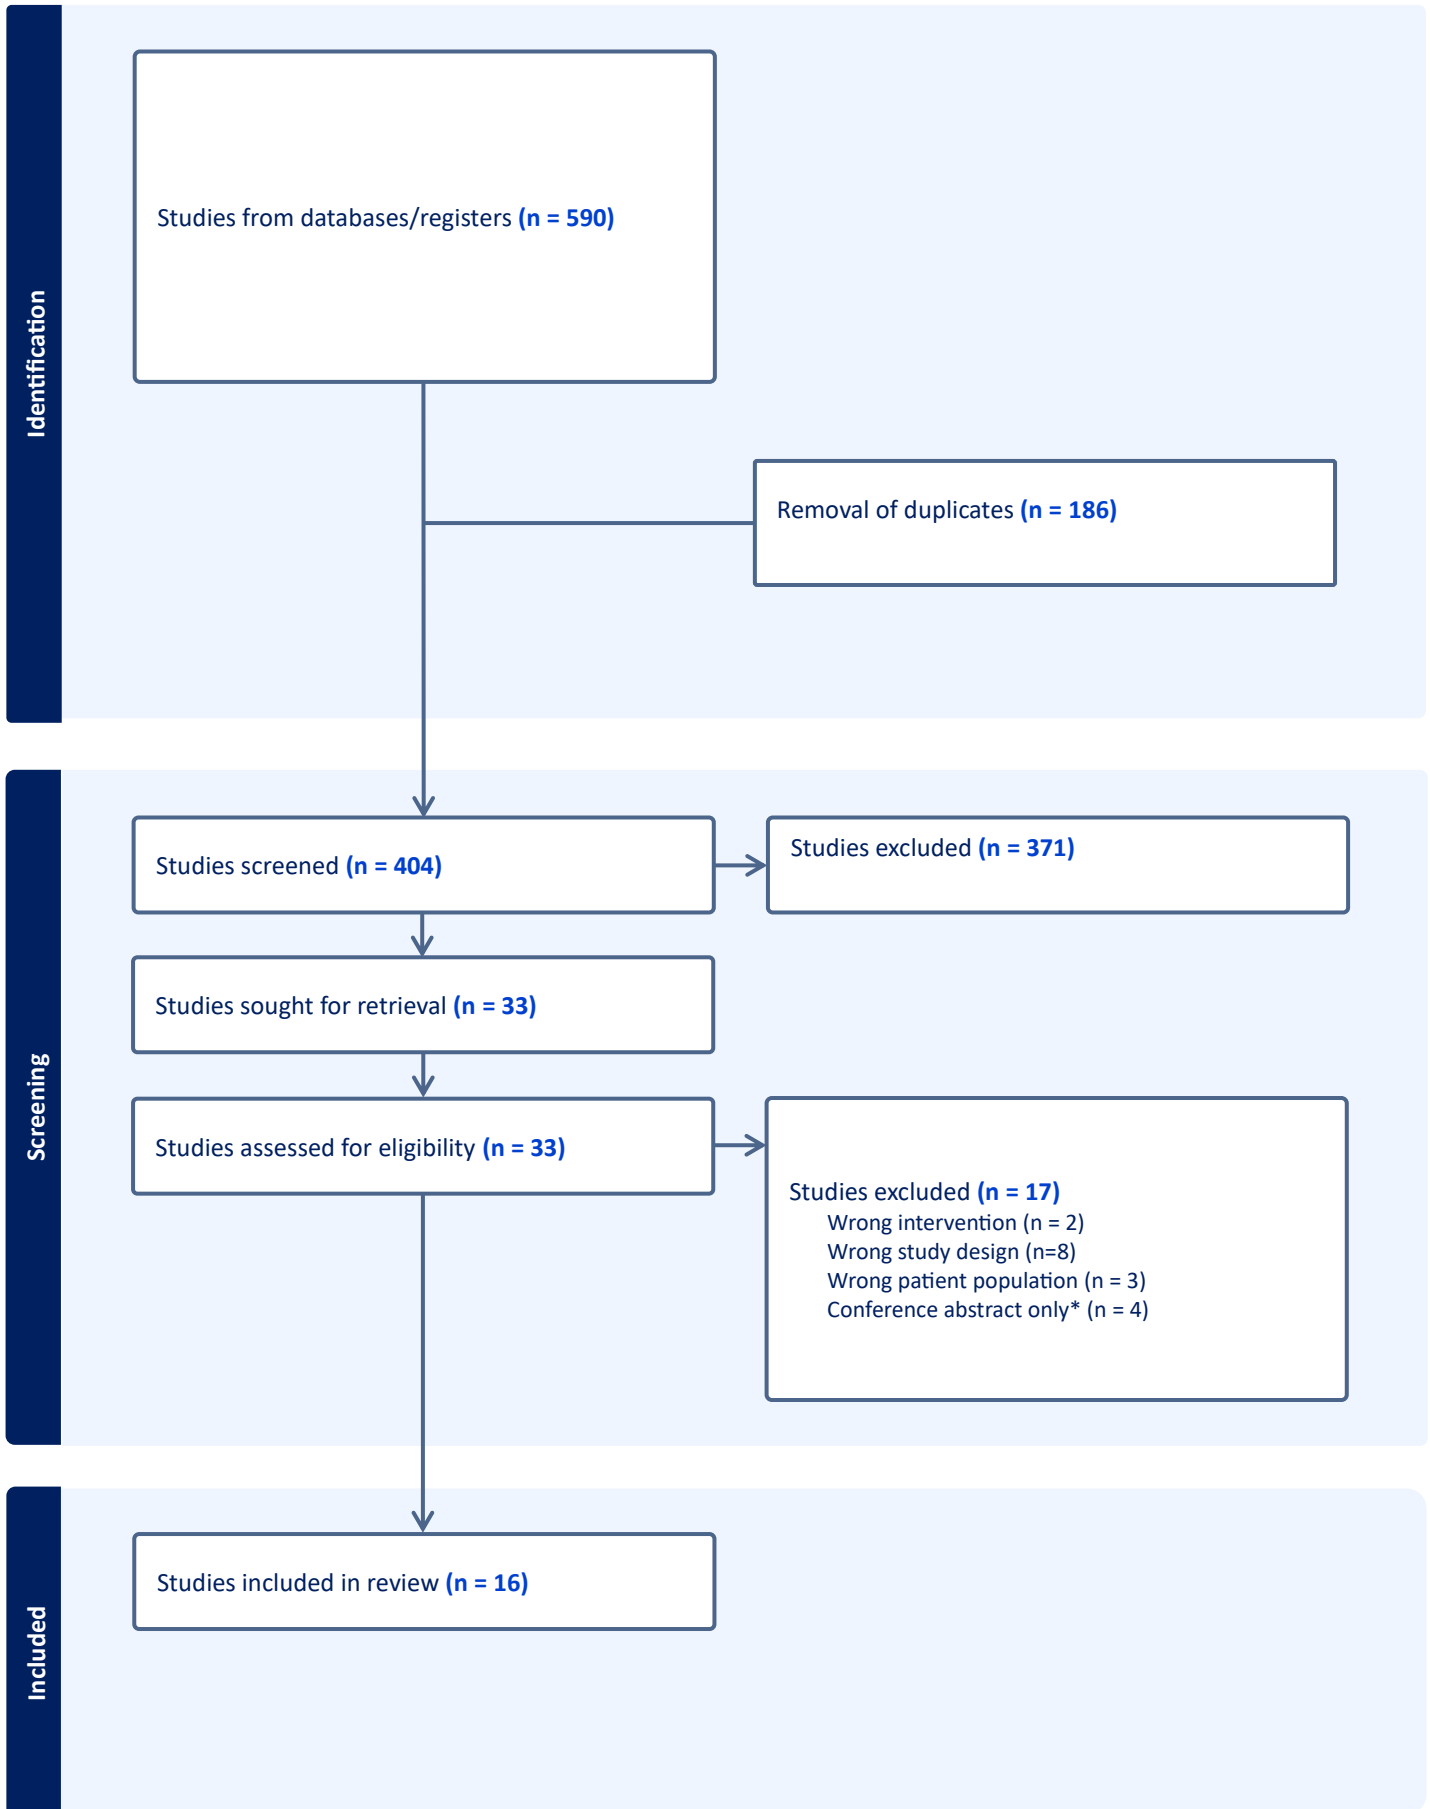 Identification
Studies from databases/registers (n = 590)
Removal of duplicates (n = 186)
Screening
Studies screened (n = 404)
Studies excluded (n = 371)
Studies sought for retrieval (n = 33)
Studies assessed for eligibility (n = 33)
Studies excluded (n = 17)
Wrong intervention (n = 2)
Wrong study design (n=8)
Wrong patient population (n = 3)
Conference abstract only* (n = 4)
Included
Studies included in review (n = 16)